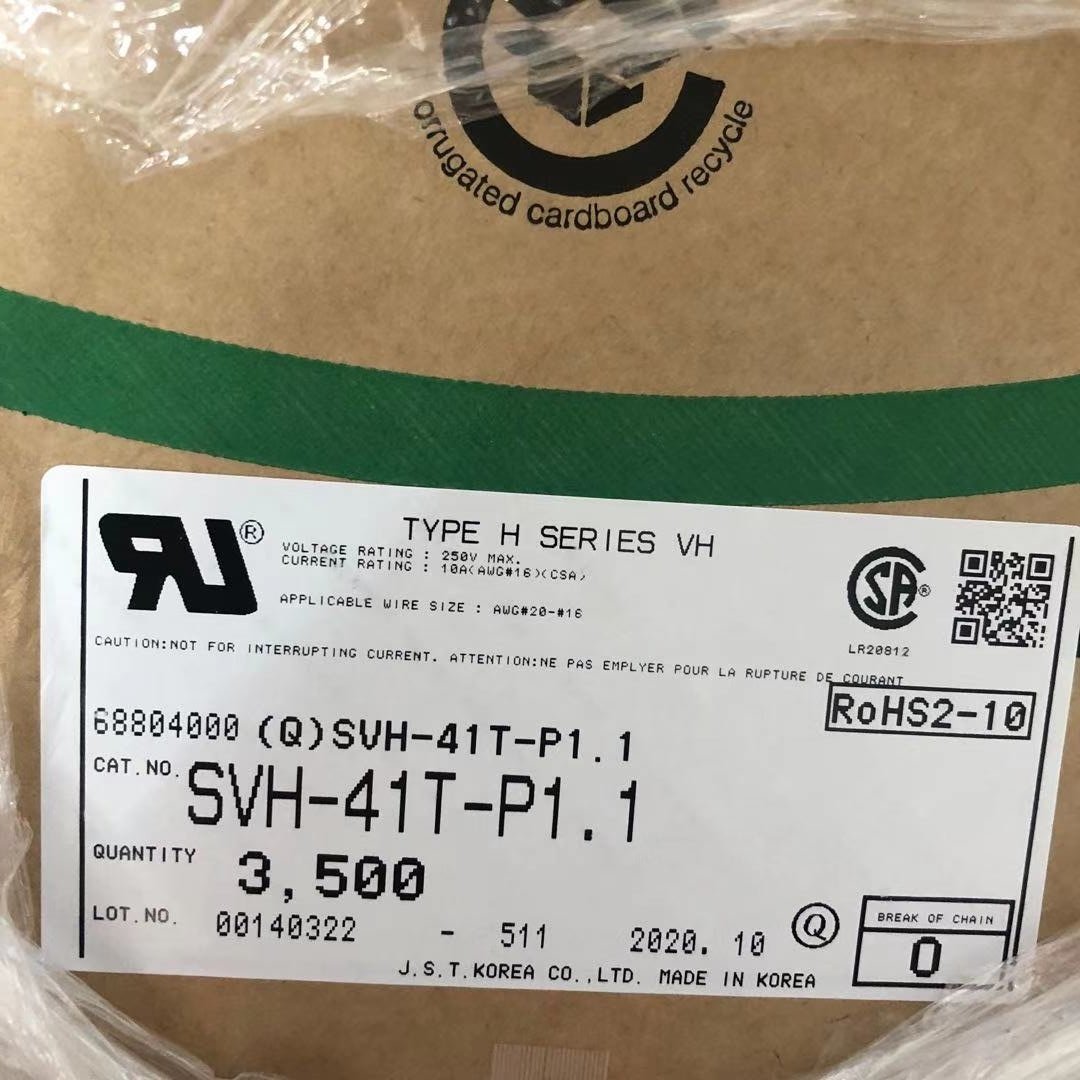 orrugated cardboard recycle
TYPE H SERIES VH
VOLTAGE RATING : 250V MAX.
CURRENT RATING : 10A(AWG#16)(CSA)
APPLICABLE WIRE SIZE : AWG#20-#16
LR20812
CAUTION:NOT FOR INTERRUPTING CURRENT. ATTENTION:NE PAS EMPLYER POUR LA RUPTURE DE COURANT
RoHS2-10
68804000 (Q)SVH-41T-P1.1
CAT.NO. SVH-41T-P1.1
QUANTITY 3,500
LOT.NO. 00140322 - 511 2020. 10 Q
BREAK OF CHAIN
0
J.S.T.KOREA CO.,LTD. MADE IN KOREA